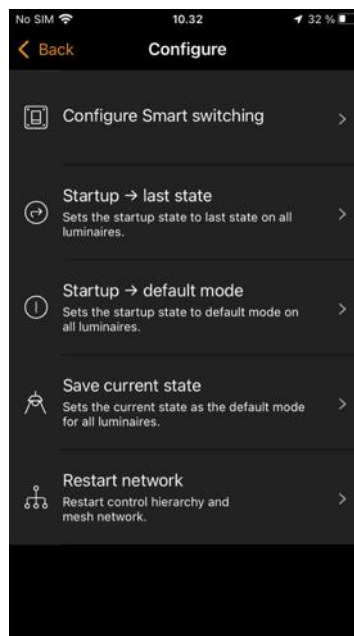 No SIM 10.32 32 %
Back Configure
Configure Smart switching
Startup → last state
Sets the startup state to last state on all
luminaires.
Startup → default mode
Sets the startup state to default mode on
all luminaires.
Save current state
Sets the current state as the default mode
for all luminaires.
Restart network
Restart control hierarchy and
mesh network.